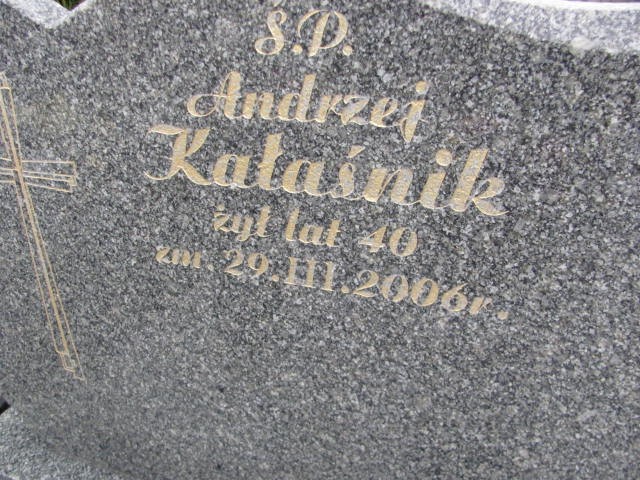 Ś.P.
Andrzej
Kałaśnik
żył lat 40
zm. 29.III.2006r.